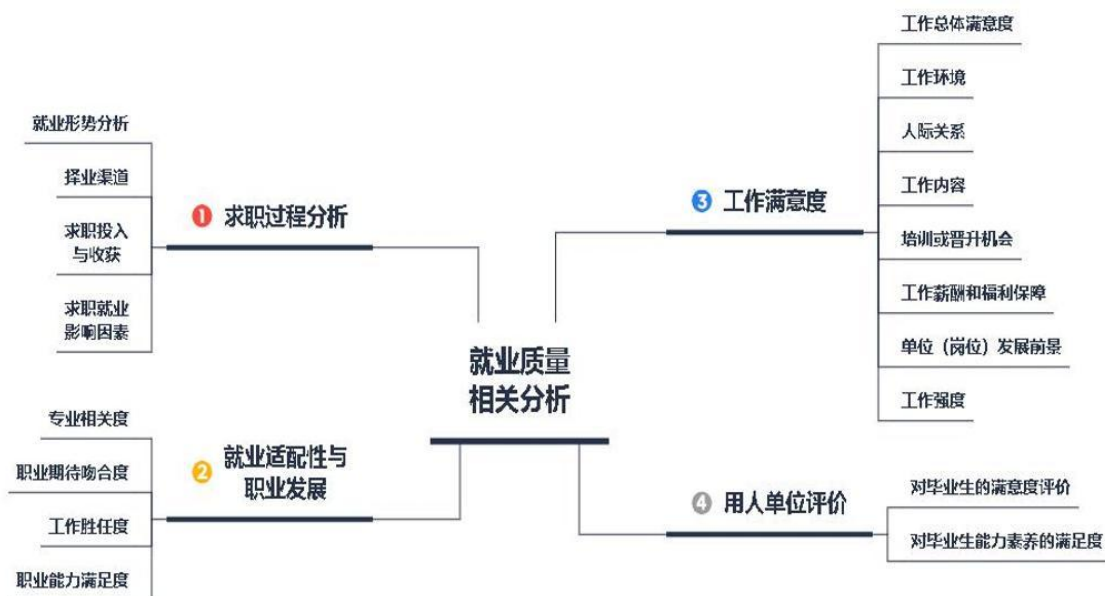 就业质量
相关分析
1 求职过程分析
就业形势分析
择业渠道
求职投入
与收获
求职就业
影响因素
2 就业适配性与
职业发展
专业相关度
职业期待吻合度
工作胜任度
职业能力满足度
3 工作满意度
工作总体满意度
工作环境
人际关系
工作内容
培训或晋升机会
工作薪酬和福利保障
单位（岗位）发展前景
工作强度
4 用人单位评价
对毕业生的满意度评价
对毕业生能力素养的满足度